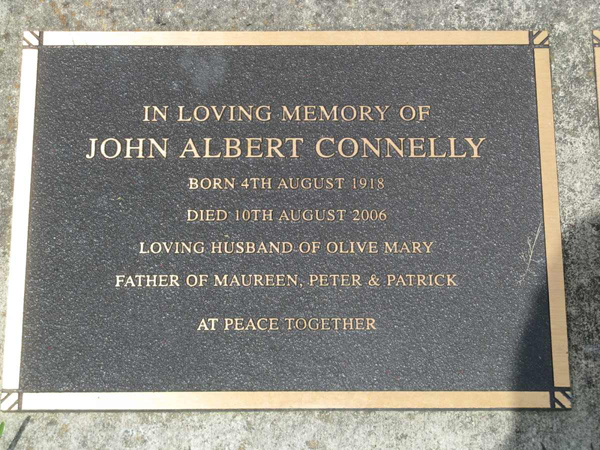 IN LOVING MEMORY OF
JOHN ALBERT CONNELLY
BORN 4TH AUGUST 1918
DIED 10TH AUGUST 2006
LOVING HUSBAND OF OLIVE MARY
FATHER OF MAUREEN, PETER & PATRICK
AT PEACE TOGETHER